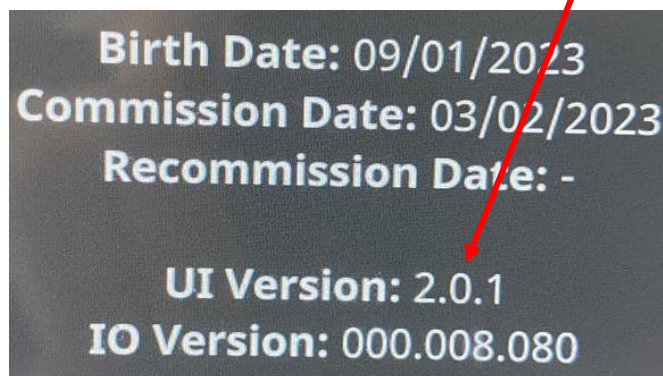 Birth Date: 09/01/2023
Commission Date: 03/02/2023
Recommission Date: -
UI Version: 2.0.1
IO Version: 000.008.080